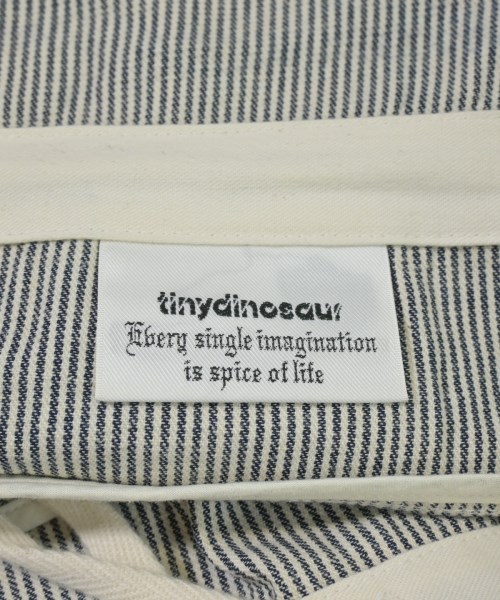 tinydinosaur
Every single imagination
is spice of life